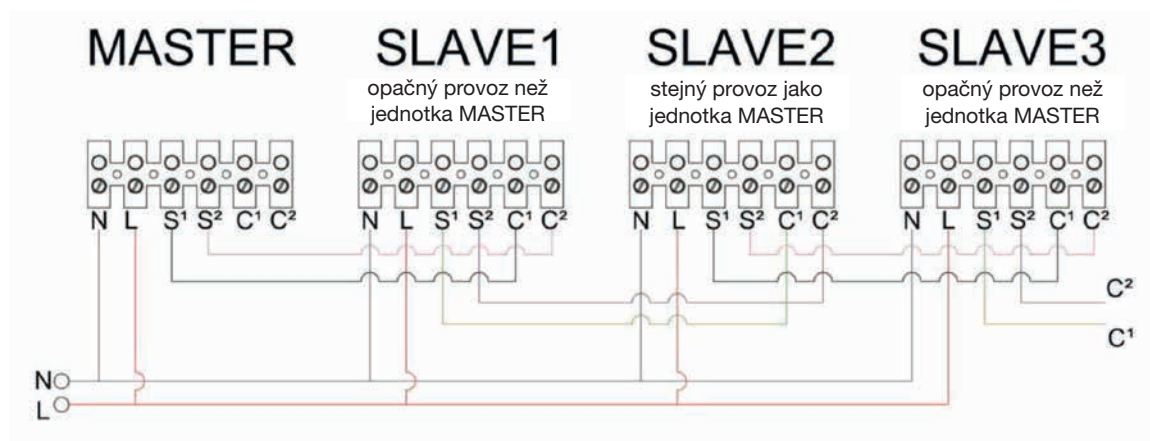 MASTER SLAVE1 SLAVE2 SLAVE3
opačný provoz než
jednotka MASTER
stejný provoz jako
jednotka MASTER
opačný provoz než
jednotka MASTER
N L S¹ S² C¹ C² N L S¹ S² C¹ C² N L S¹ S² C¹ C² N L S¹ S² C¹ C²
C²
C¹
N
L